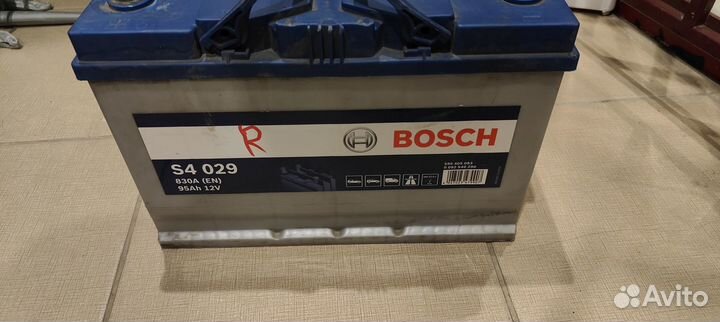 R
BOSCH
S4 029
830A (EN)
95Ah 12V
Avito